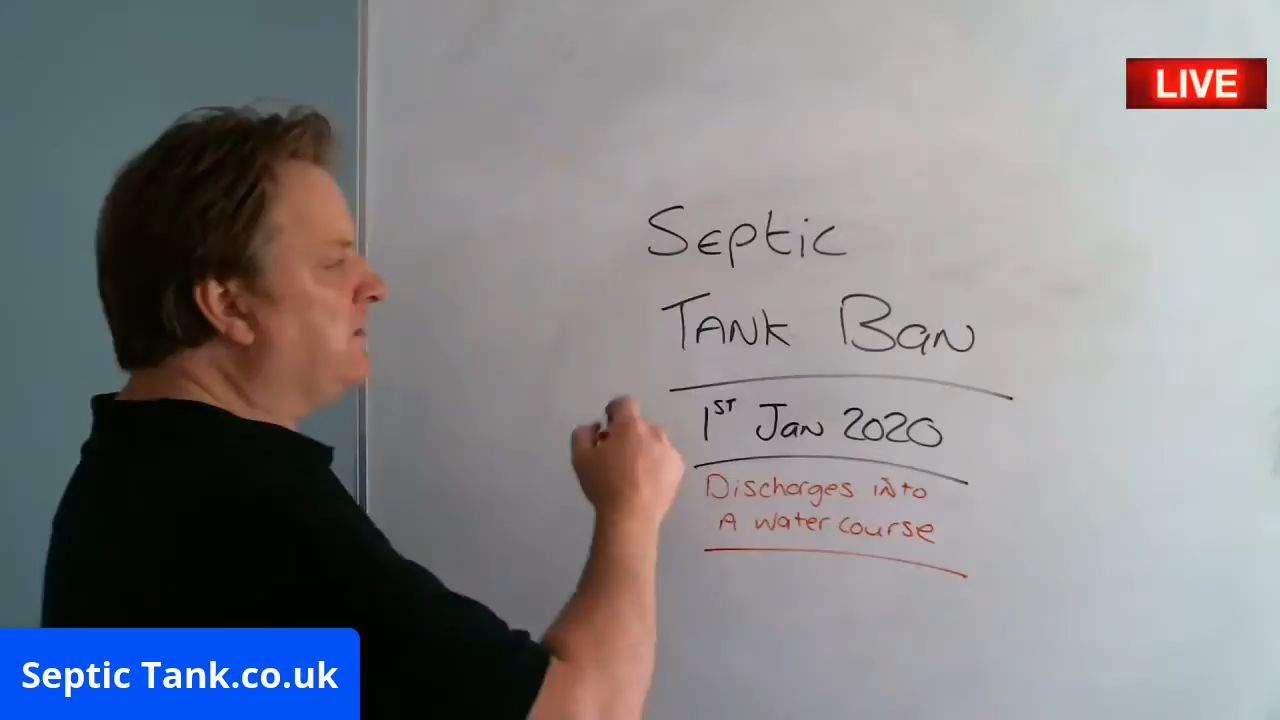 LIVE
Septic
TANK Ban
1ST Jan 2020
Discharges into
A Water Course
Septic Tank.co.uk